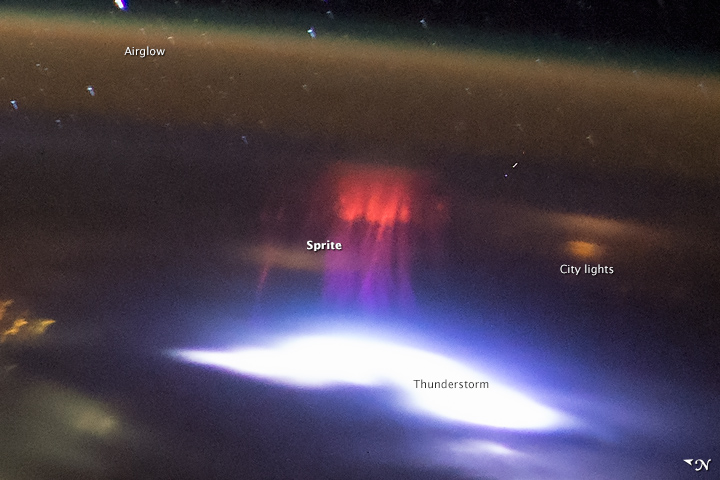 Airglow
Sprite
City lights
Thunderstorm
N